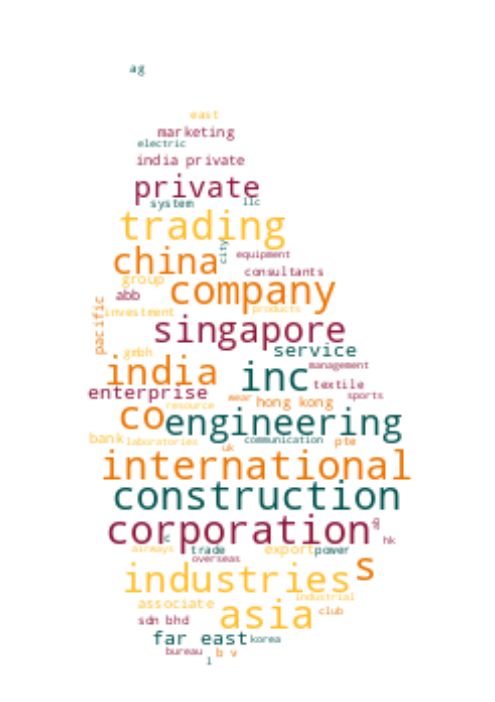 ag
east
marketing
electric
india private
private
system llc
trading
city
china equipment
consultants
group
company
abb
investment products
pacific
singapore
service
gmbh
india inc management
textile
enterprise sports
wear hong kong
co resource
engineering
bank laboratories communication pte
uk
international
construction
corporation
c hk
airways trade export power
overseas
s
industries
industrial
associate asia club
sdn bhd
far east korea
bureau b v
l